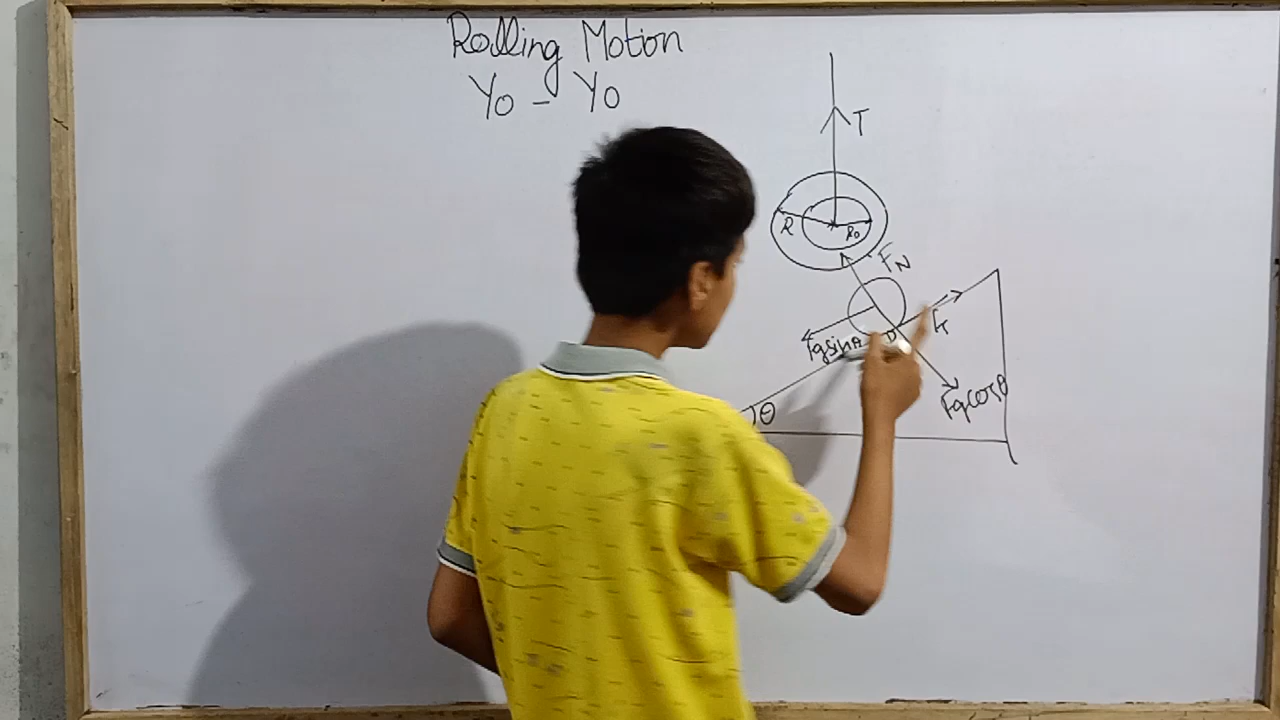 Rolling Motion
Yo - Yo
T
R
R₀
F_N
Fgsinθ
P
θ
Fgcosθ